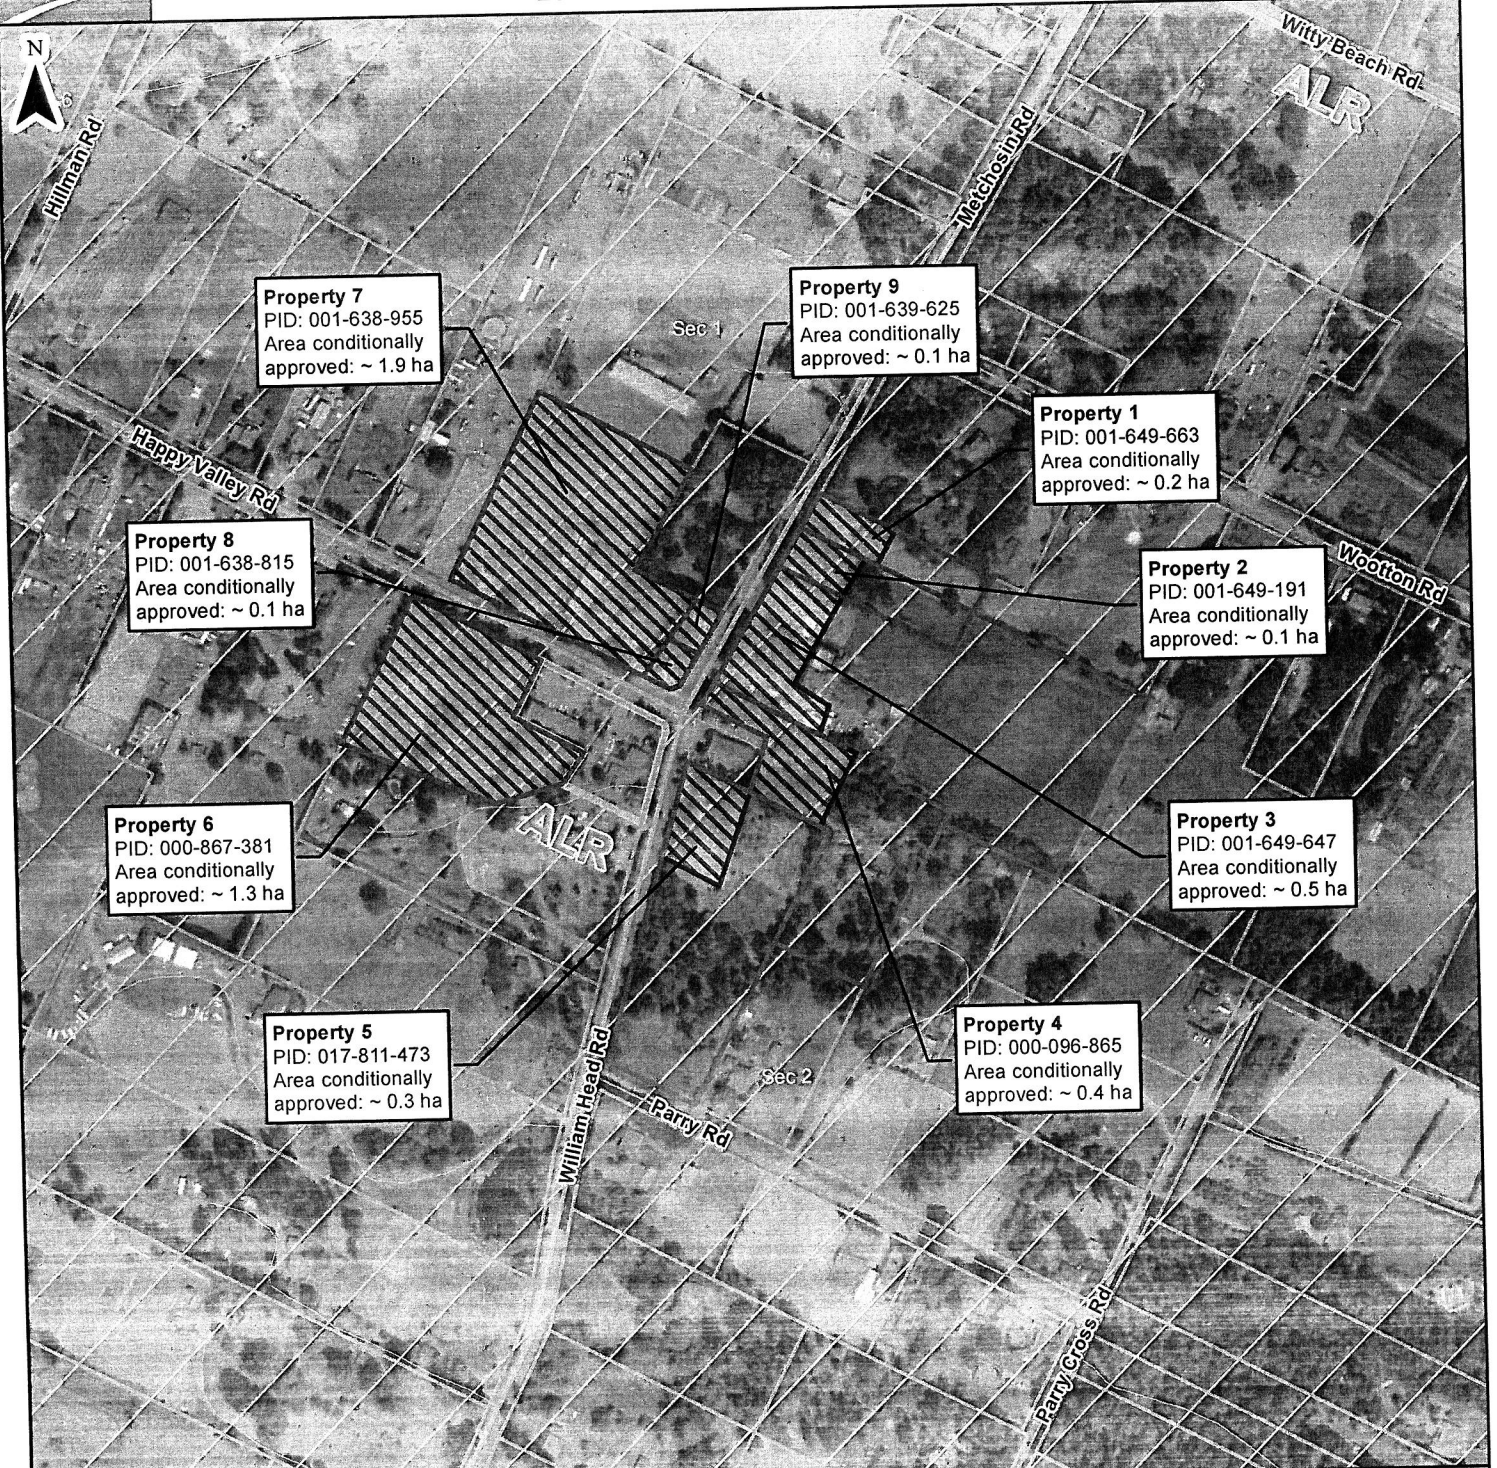 N
Witty Beach Rd
ALR
Hillman Rd
Metchosin Rd
Property 7
PID: 001-638-955
Area conditionally
approved: ~ 1.9 ha
Sec 1
Property 9
PID: 001-639-625
Area conditionally
approved: ~ 0.1 ha
Property 1
PID: 001-649-663
Area conditionally
approved: ~ 0.2 ha
Happy Valley Rd
Property 8
PID: 001-638-815
Area conditionally
approved: ~ 0.1 ha
Property 2
PID: 001-649-191
Area conditionally
approved: ~ 0.1 ha
Wootton Rd
Property 6
PID: 000-867-381
Area conditionally
approved: ~ 1.3 ha
ALR
Property 3
PID: 001-649-647
Area conditionally
approved: ~ 0.5 ha
Property 5
PID: 017-811-473
Area conditionally
approved: ~ 0.3 ha
Property 4
PID: 000-096-865
Area conditionally
approved: ~ 0.4 ha
William Head Rd
Sec 2
Parry Rd
Parry Cross Rd